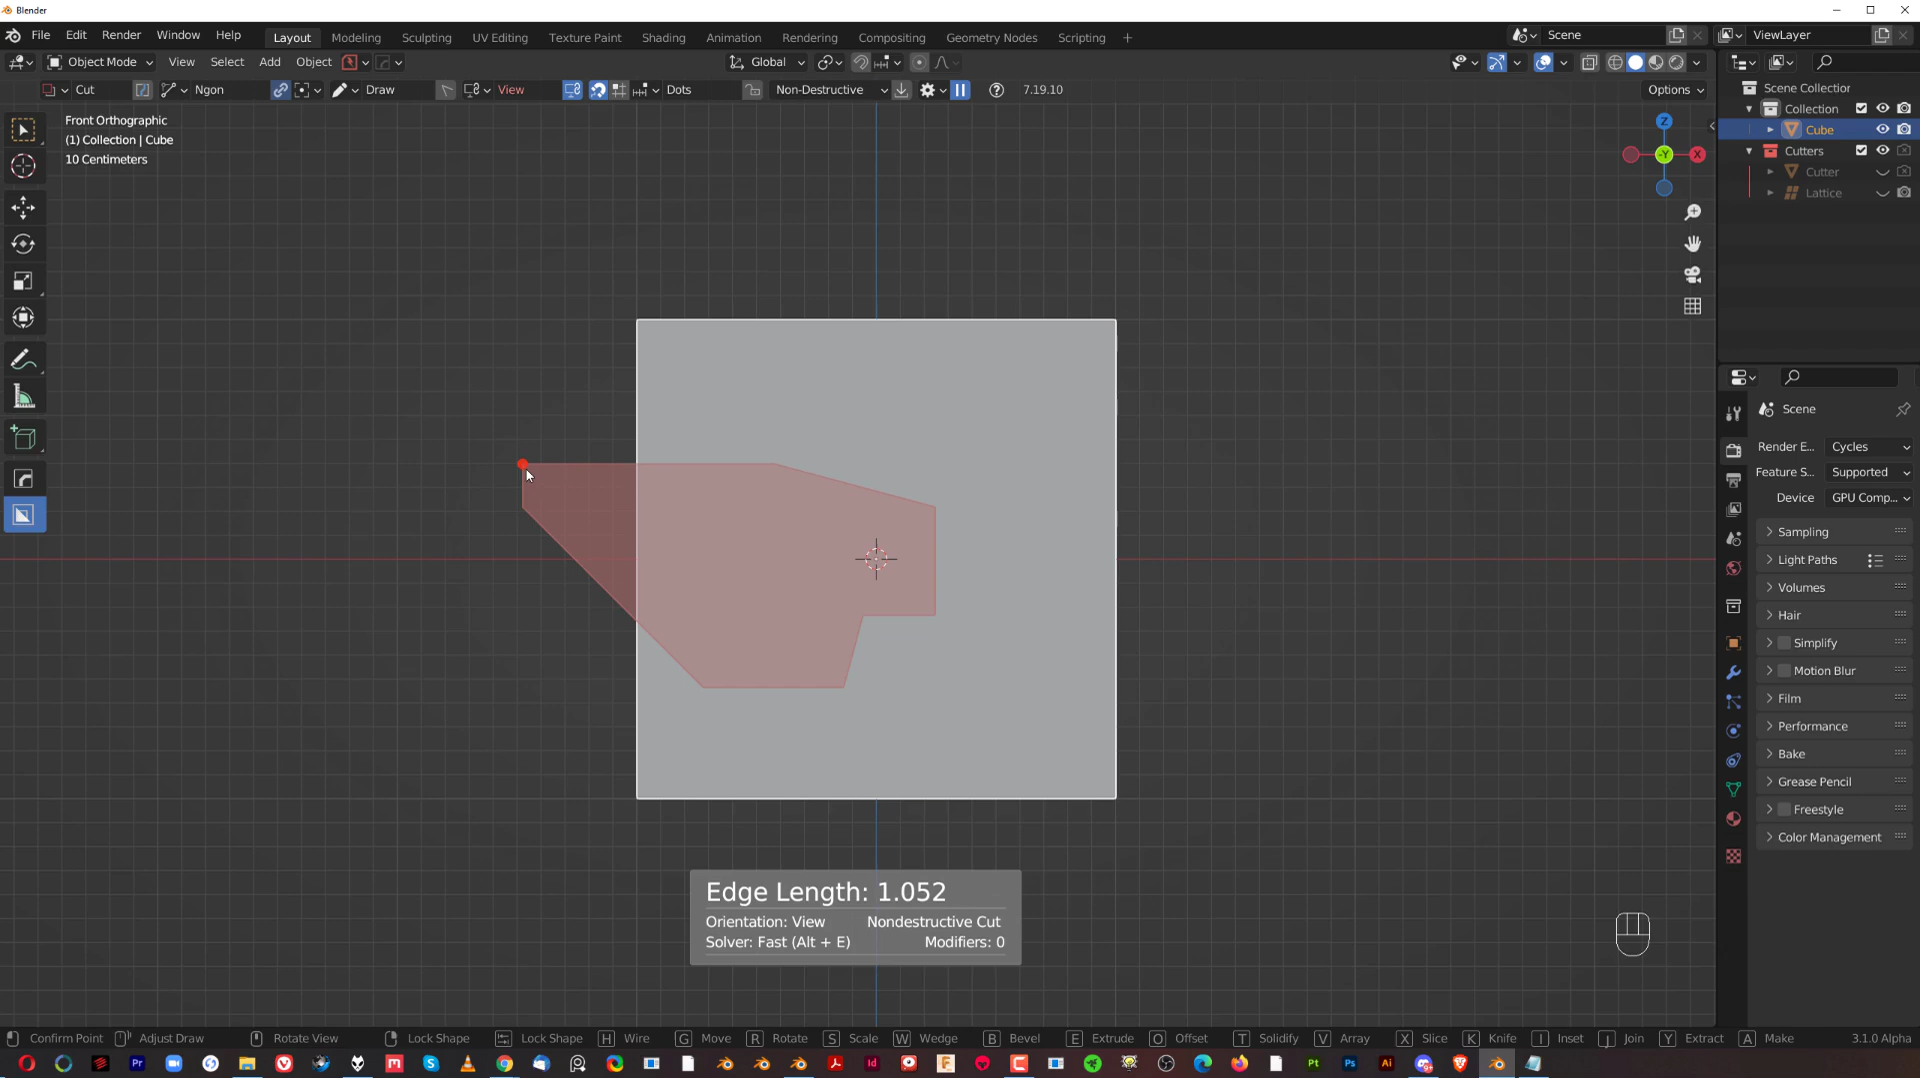 Blender
File Edit Render Window Help
Layout Modeling Sculpting UV Editing Texture Paint Shading Animation Rendering Compositing Geometry Nodes Scripting +
Scene
ViewLayer
Object Mode View Select Add Object
Global
Cut Ngon Draw View Dots Non-Destructive 7.19.10
Options
Front Orthographic
(1) Collection | Cube
10 Centimeters
Z
-Y
X
Scene Collection
Collection
Cube
Cutters
Cutter
Lattice
Scene
Render E... Cycles
Feature S... Supported
Device GPU Comp...
Sampling
Light Paths
Volumes
Hair
Simplify
Motion Blur
Film
Performance
Bake
Grease Pencil
Freestyle
Color Management
Edge Length: 1.052
Orientation: View Nondestructive Cut
Solver: Fast (Alt + E) Modifiers: 0
Confirm Point Adjust Draw Rotate View Lock Shape Lock Shape H Wire G Move R Rotate S Scale W Wedge B Bevel E Extrude O Offset T Solidify V Array X Slice K Knife I Inset J Join Y Extract A Make 3.1.0 Alpha
Pr M S Id F Pt Ps Ai